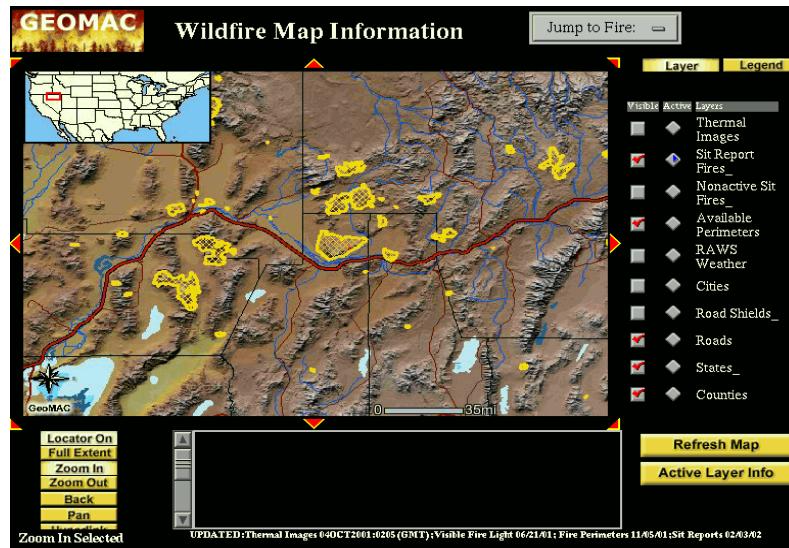 GEOMAC
Wildfire Map Information
Jump to Fire:
Layer
Legend
Visible Active Layers
Thermal
Images
Sit Report
Fires_
Nonactive Sit
Fires_
Available
Perimeters
RAWS
Weather
Cities
Road Shields_
Roads
States_
Counties
GeoMAC
0 35mi
Locator On
Full Extent
Zoom In
Zoom Out
Back
Pan
Zoom In Selected
Refresh Map
Active Layer Info
UPDATED:Thermal Images 04OCT2001:0205 (GMT);Visible Fire Light 06/21/01; Fire Perimeters 11/05/01;Sit Reports 02/03/02